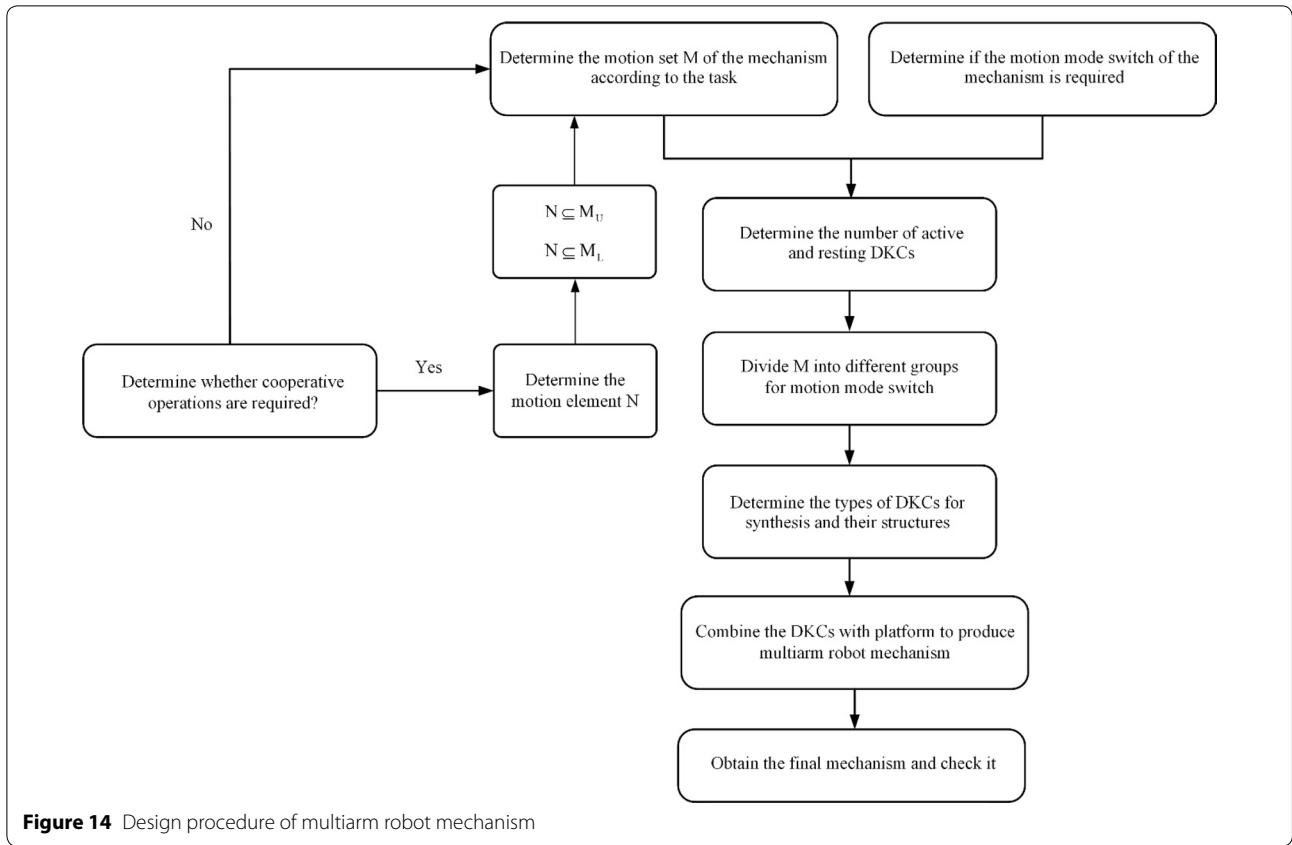 Determine the motion set M of the mechanism
according to the task
Determine if the motion mode switch of the
mechanism is required
No
N ⊆ M_U
N ⊆ M_L
Determine the number of active
and resting DKCs
Determine whether cooperative
operations are required?
Yes
Determine the
motion element N
Divide M into different groups
for motion mode switch
Determine the types of DKCs for
synthesis and their structures
Combine the DKCs with platform to produce
multiarm robot mechanism
Obtain the final mechanism and check it
Figure 14 Design procedure of multiarm robot mechanism